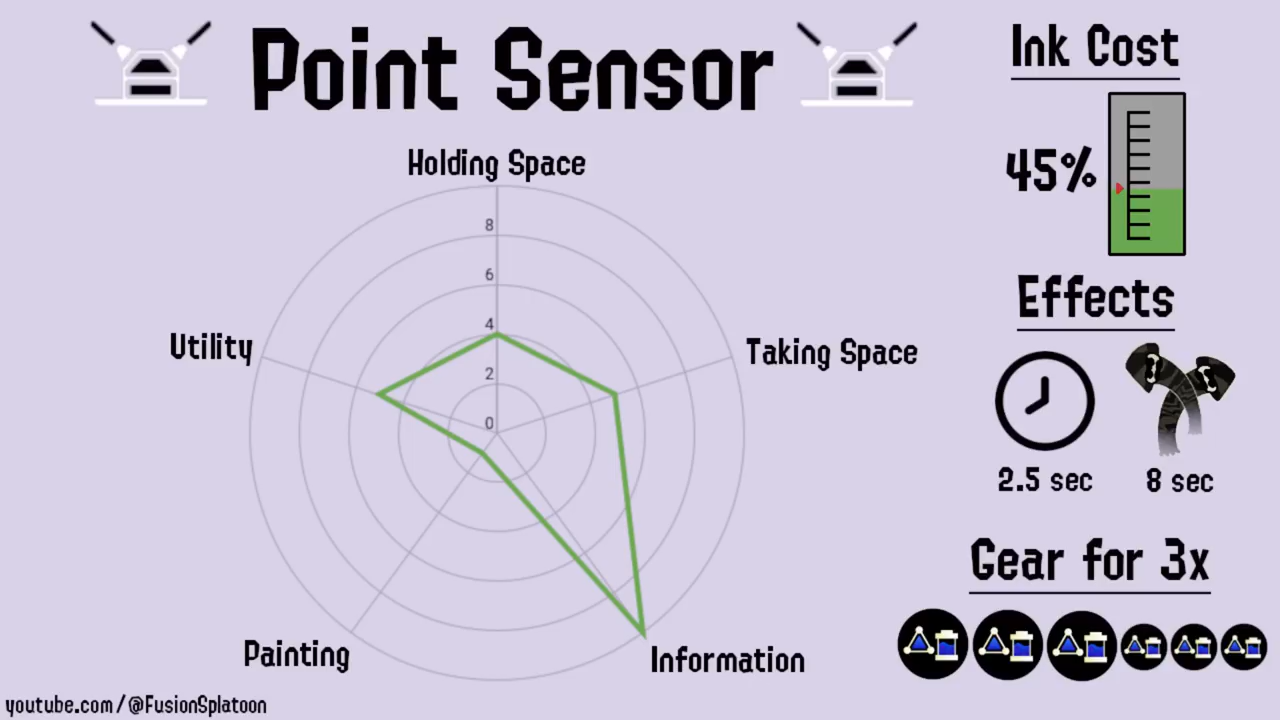 Point Sensor
Ink Cost
45%
Holding Space
8
6
4
2
0
Utility
Taking Space
Painting
Information
Effects
2.5 sec
8 sec
Gear for 3x
youtube.com/@FusionSplatoon